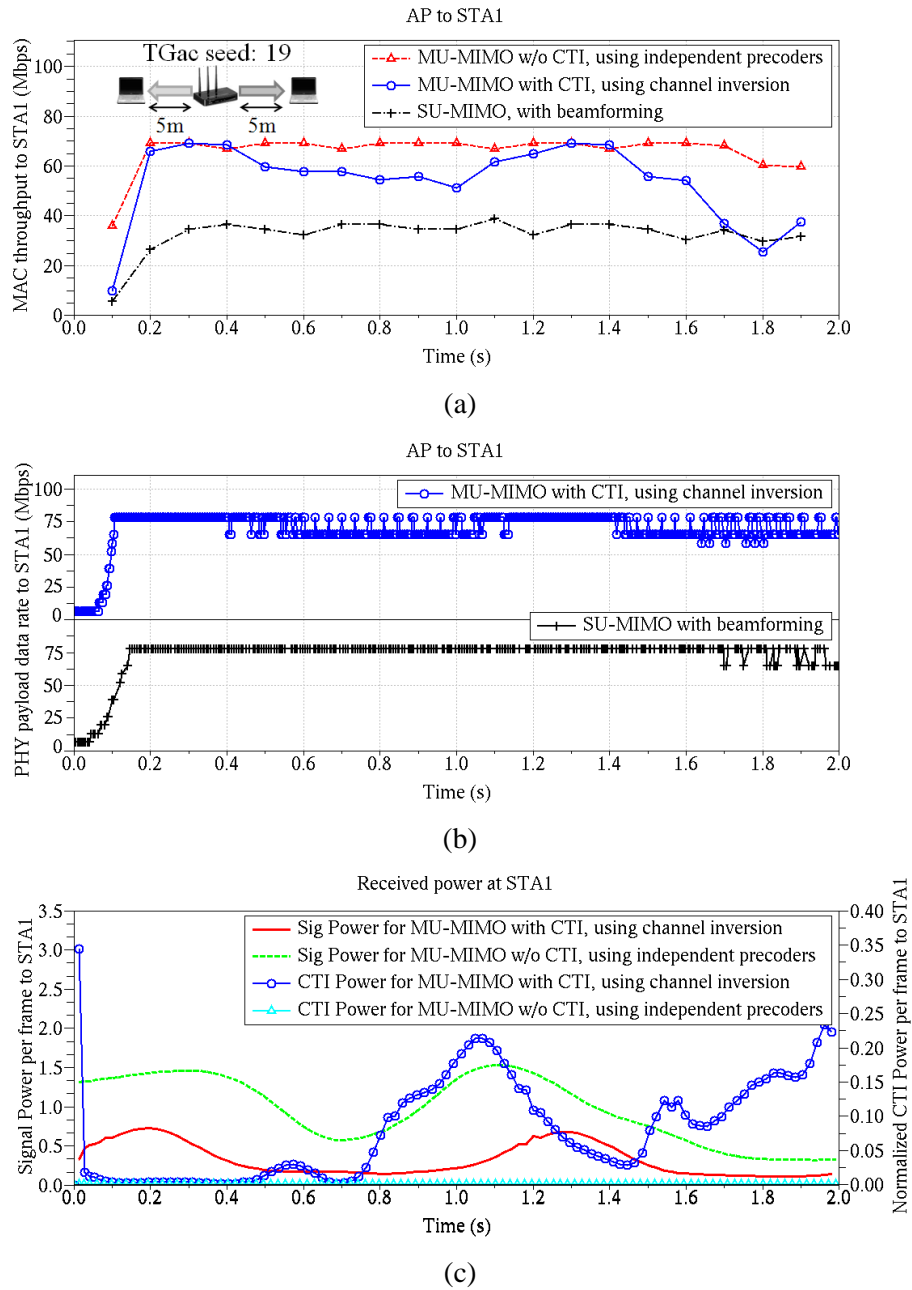 AP to STA1
MAC throughput to STA1 (Mbps)
TGac seed: 19
5m 5m
MU-MIMO w/o CTI, using independent precoders
MU-MIMO with CTI, using channel inversion
SU-MIMO, with beamforming
100
80
60
40
20
0
0.0 0.2 0.4 0.6 0.8 1.0 1.2 1.4 1.6 1.8 2.0
Time (s)
(a)
AP to STA1
PHY payload data rate to STA1 (Mbps)
MU-MIMO with CTI, using channel inversion
100
75
50
25
0
SU-MIMO with beamforming
75
50
25
0
0.0 0.2 0.4 0.6 0.8 1.0 1.2 1.4 1.6 1.8 2.0
Time (s)
(b)
Received power at STA1
Signal Power per frame to STA1
Sig Power for MU-MIMO with CTI, using channel inversion
Sig Power for MU-MIMO w/o CTI, using independent precoders
CTI Power for MU-MIMO with CTI, using channel inversion
CTI Power for MU-MIMO w/o CTI, using independent precoders
3.5
3.0
2.5
2.0
1.5
1.0
0.5
0.0
0.40
0.35
0.30
0.25
0.20
0.15
0.10
0.05
0.00
Normalized CTI Power per frame to STA1
0.0 0.2 0.4 0.6 0.8 1.0 1.2 1.4 1.6 1.8 2.0
Time (s)
(c)